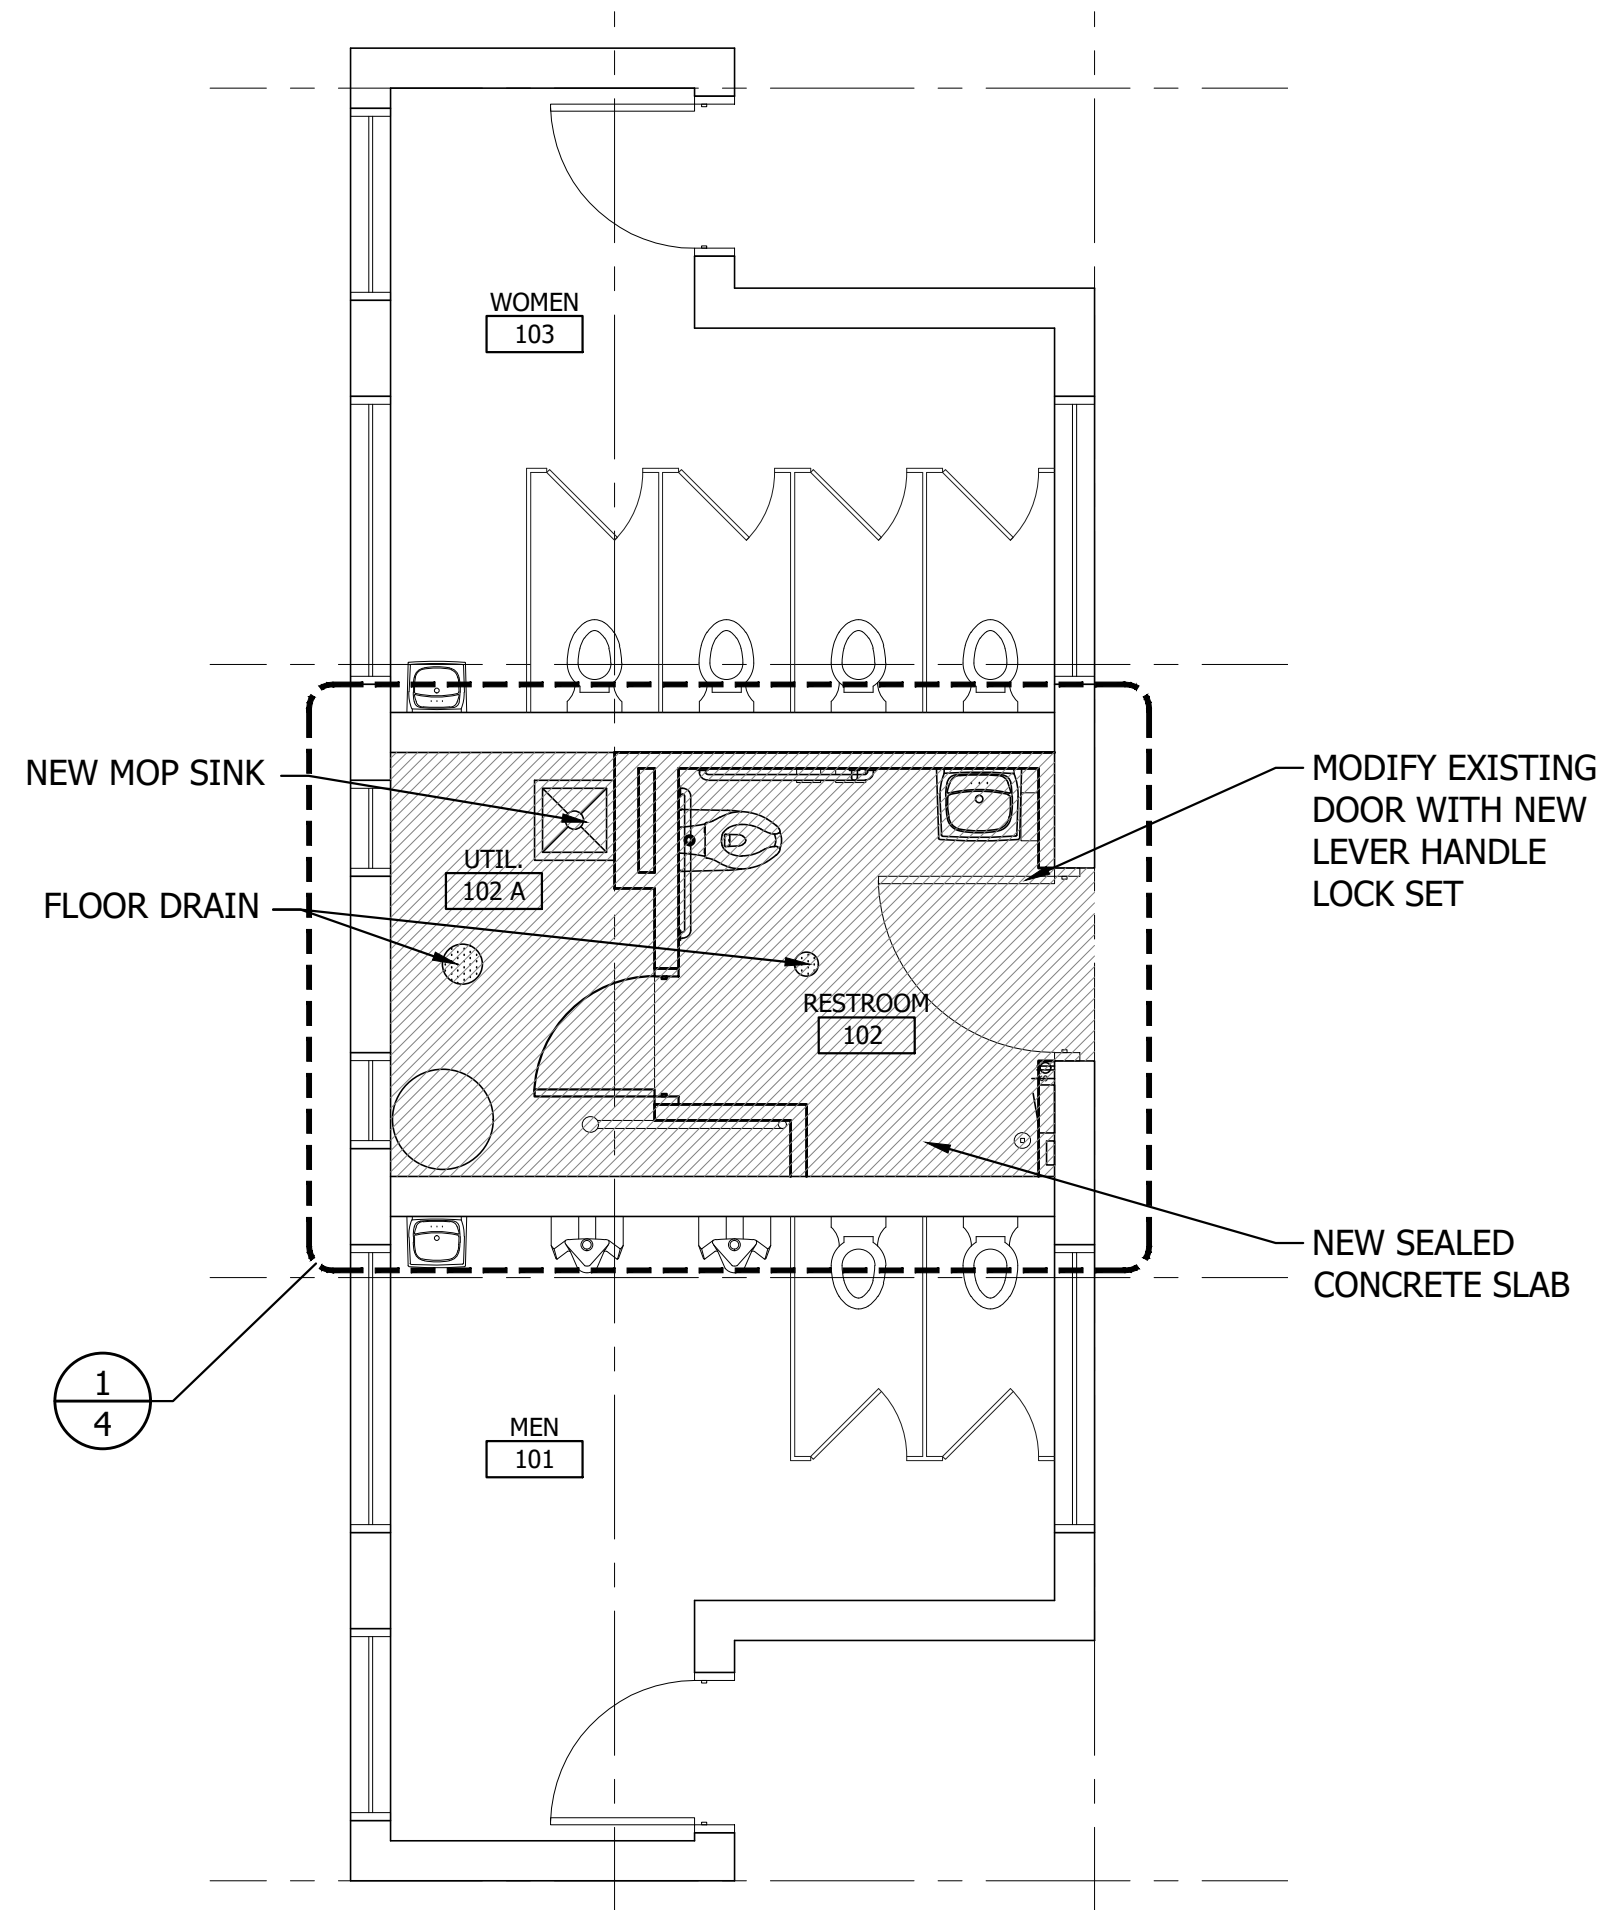 WOMEN
103
NEW MOP SINK
UTIL.
102 A
FLOOR DRAIN
RESTROOM
102
MODIFY EXISTING
DOOR WITH NEW
LEVER HANDLE
LOCK SET
NEW SEALED
CONCRETE SLAB
1
4
MEN
101